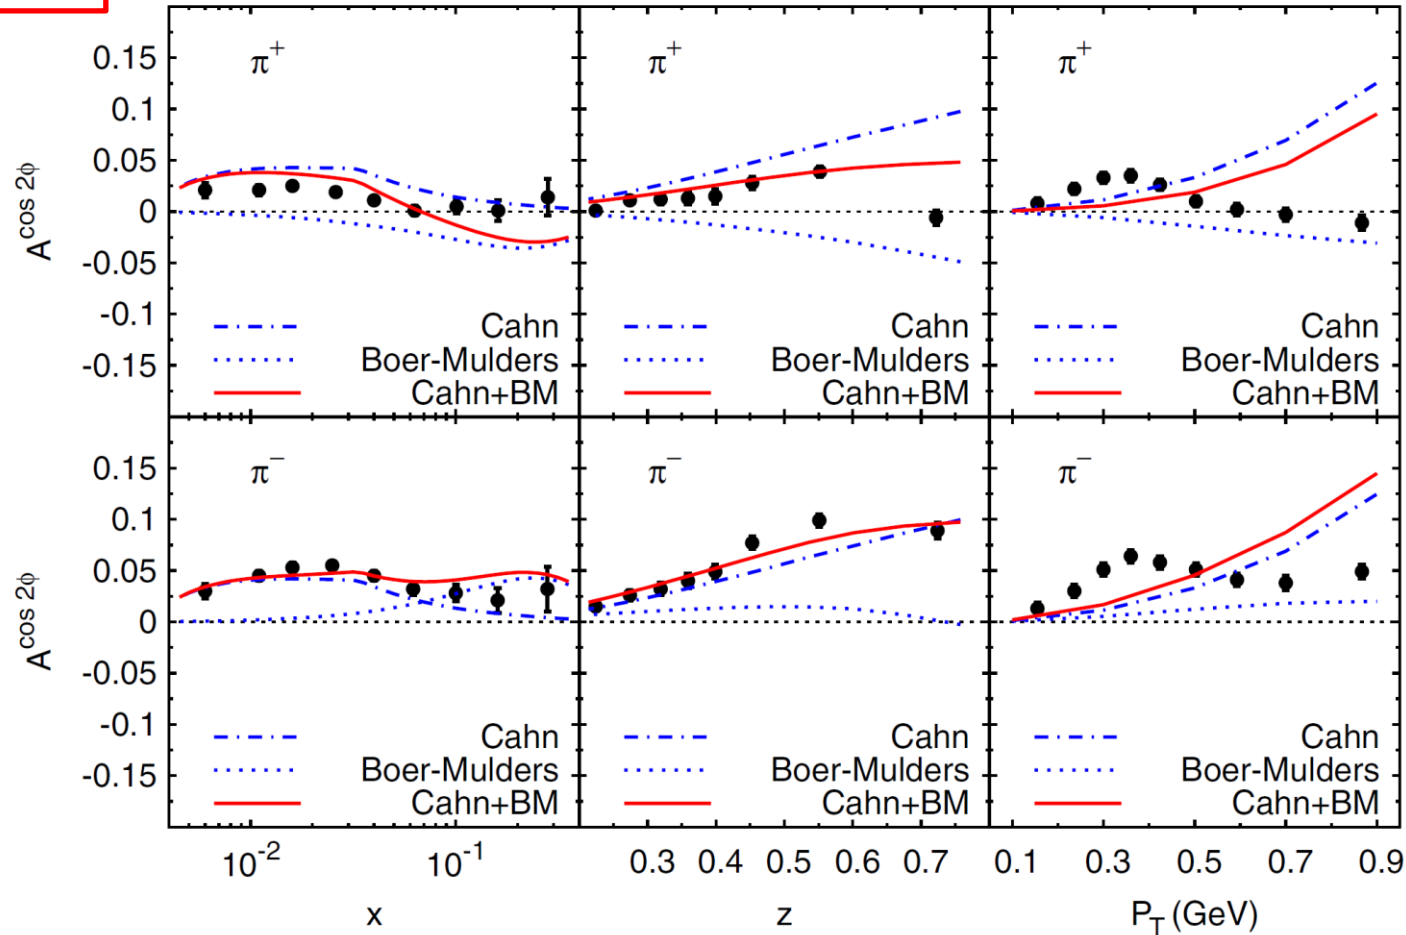 π+ π+ π+
0.15
0.1
0.05
0
-0.05
-0.1
-0.15
A^cos 2ϕ
Cahn Cahn Cahn
Boer-Mulders Boer-Mulders Boer-Mulders
Cahn+BM Cahn+BM Cahn+BM
π− π− π−
0.15
0.1
0.05
0
-0.05
-0.1
-0.15
A^cos 2ϕ
Cahn Cahn Cahn
Boer-Mulders Boer-Mulders Boer-Mulders
Cahn+BM Cahn+BM Cahn+BM
10^-2 10^-1 0.3 0.4 0.5 0.6 0.7 0.1 0.3 0.5 0.7 0.9
x z P_T (GeV)